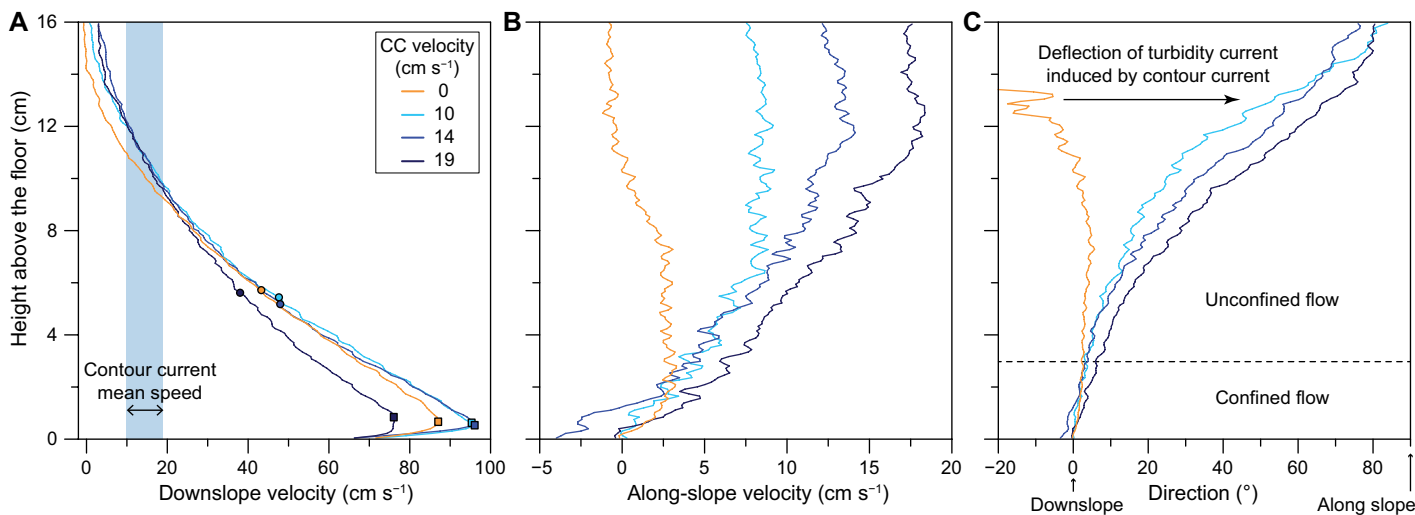 A
16
12
8
4
0
Height above the floor (cm)
CC velocity
(cm s⁻¹)
0
10
14
19
Contour current
mean speed
0
20
40
60
80
100
Downslope velocity (cm s⁻¹)
B
−5
0
5
10
15
20
Along-slope velocity (cm s⁻¹)
C
Deflection of turbidity current
induced by contour current
Unconfined flow
Confined flow
−20
0
20
40
60
80
Direction (°)
Downslope
Along slope